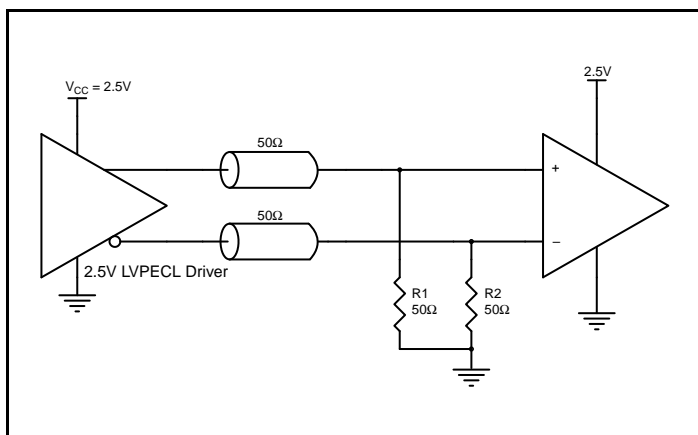 V_CC = 2.5V
2.5V
50Ω
50Ω
+
−
2.5V LVPECL Driver
R1
50Ω
R2
50Ω